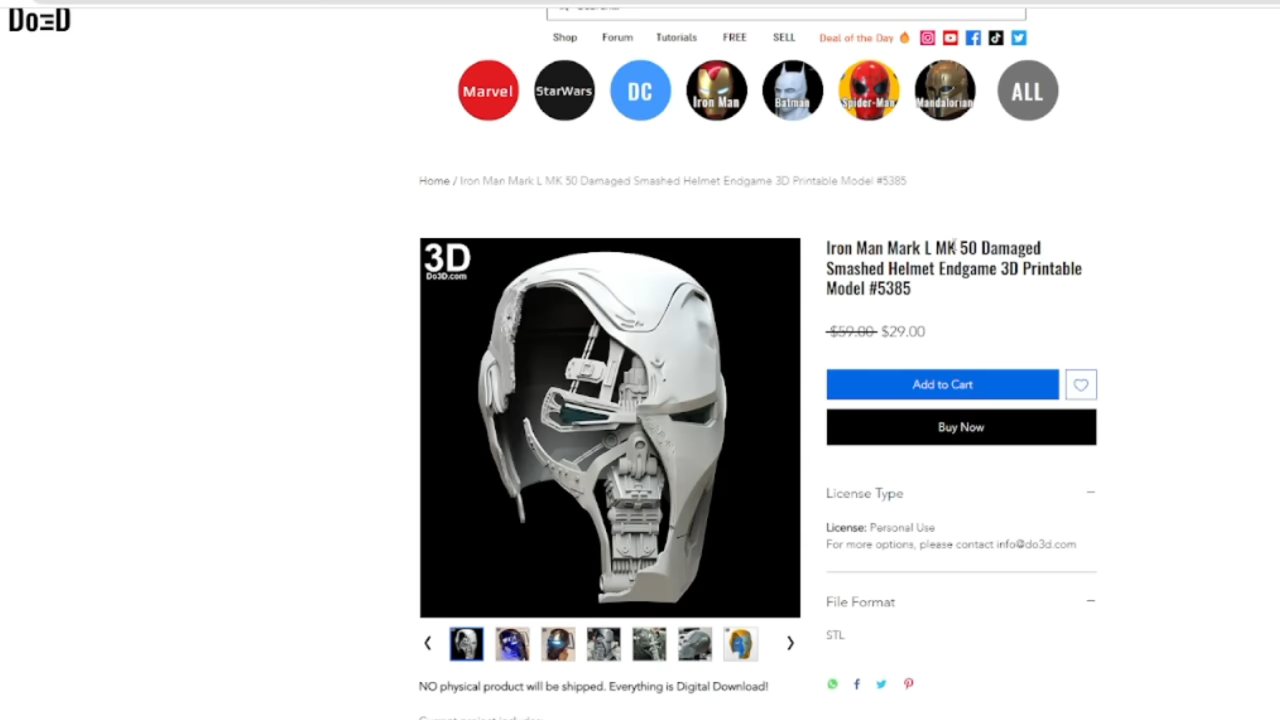 Do3D
Shop Forum Tutorials FREE SELL Deal of the Day
Marvel StarWars DC Iron Man Batman Spider-Man Mandalorian ALL
Home / Iron Man Mark L MK 50 Damaged Smashed Helmet Endgame 3D Printable Model #5385
3D
Do3D.com
Iron Man Mark L MK 50 Damaged
Smashed Helmet Endgame 3D Printable
Model #5385
$59.00 $29.00
Add to Cart
Buy Now
License Type
License: Personal Use
For more options, please contact info@do3d.com
File Format
STL
NO physical product will be shipped. Everything is Digital Download!